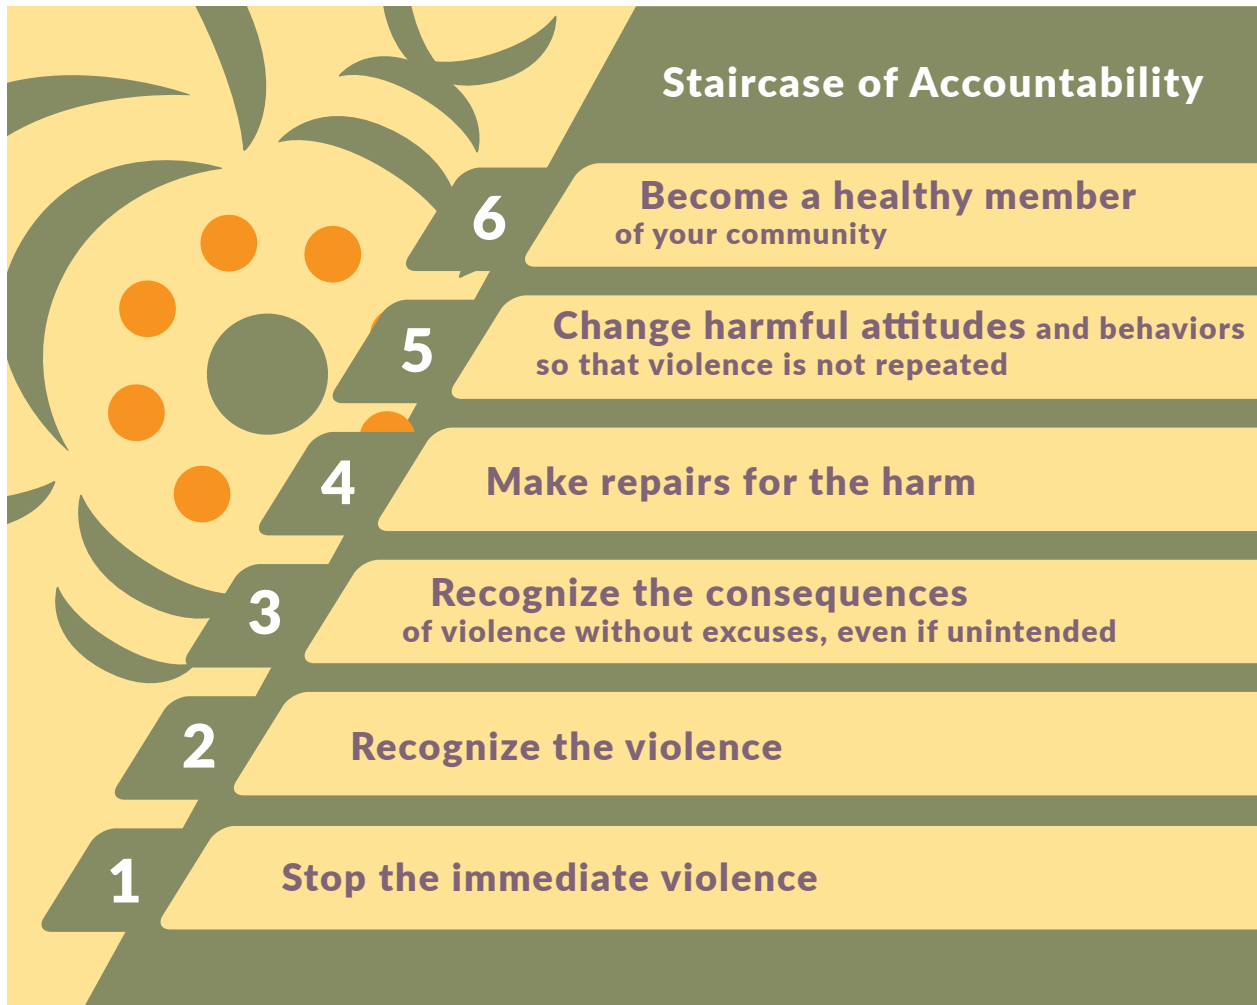 Staircase of Accountability
6
Become a healthy member
of your community
5
Change harmful attitudes and behaviors
so that violence is not repeated
4
Make repairs for the harm
3
Recognize the consequences
of violence without excuses, even if unintended
2
Recognize the violence
1
Stop the immediate violence